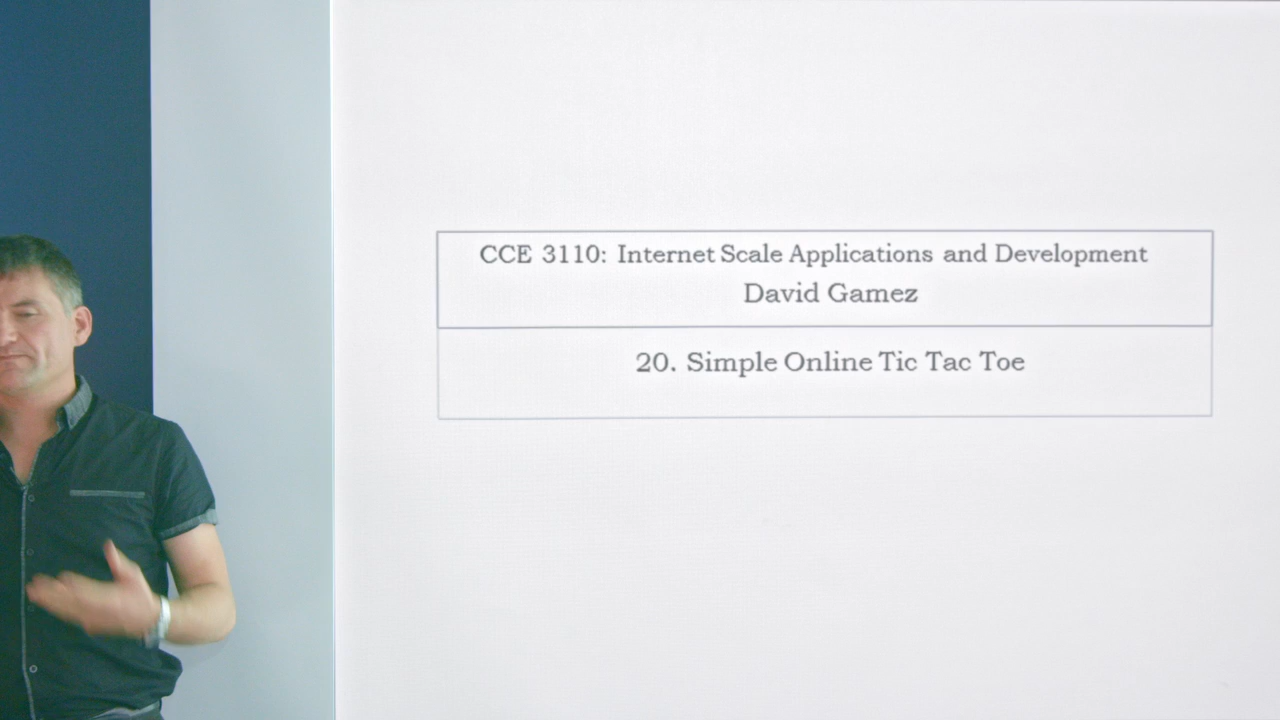 CCE 3110: Internet Scale Applications and Development
David Gamez
20. Simple Online Tic Tac Toe